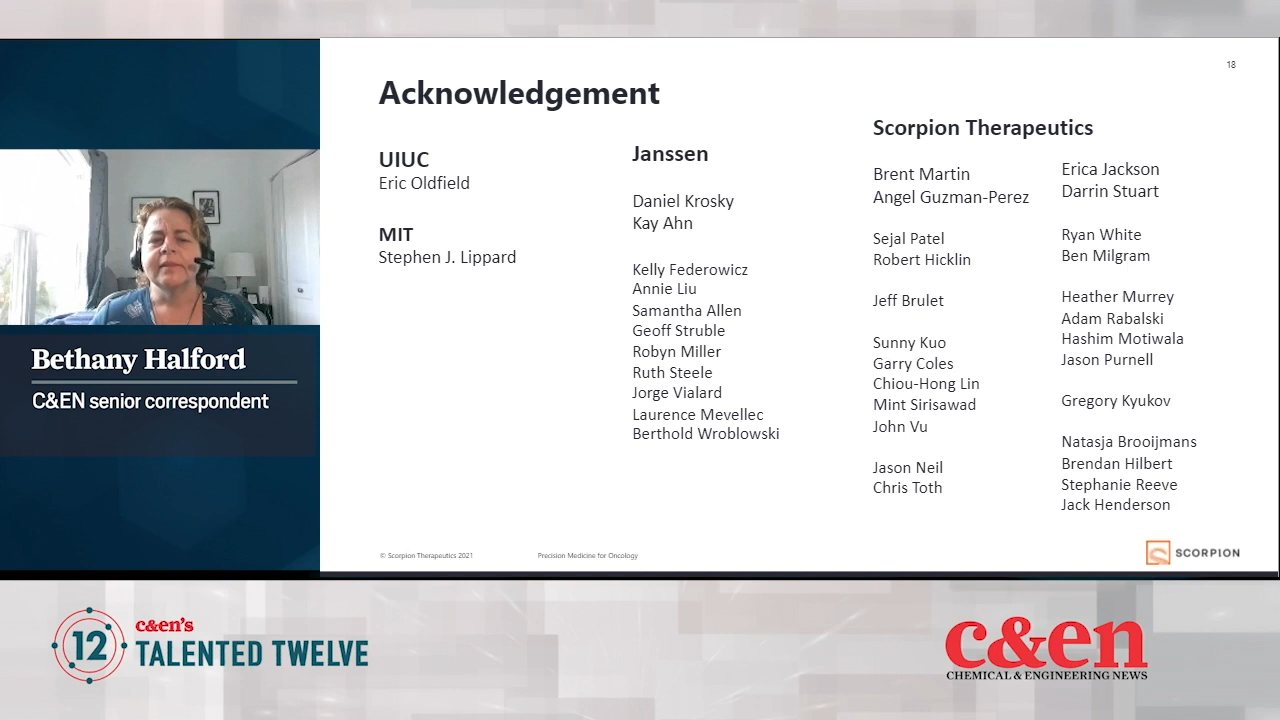 18
Acknowledgement
UIUC
Eric Oldfield
MIT
Stephen J. Lippard
Janssen
Daniel Krosky
Kay Ahn
Kelly Federowicz
Annie Liu
Samantha Allen
Geoff Struble
Robyn Miller
Ruth Steele
Jorge Vialard
Laurence Mevellec
Berthold Wroblowski
Scorpion Therapeutics
Brent Martin
Angel Guzman-Perez
Sejal Patel
Robert Hicklin
Jeff Brulet
Sunny Kuo
Garry Coles
Chiou-Hong Lin
Mint Sirisawad
John Vu
Jason Neil
Chris Toth
Erica Jackson
Darrin Stuart
Ryan White
Ben Milgram
Heather Murrey
Adam Rabalski
Hashim Motiwala
Jason Purnell
Gregory Kyukov
Natasja Brooijmans
Brendan Hilbert
Stephanie Reeve
Jack Henderson
© Scorpion Therapeutics 2021
Precision Medicine for Oncology
SCORPION
Bethany Halford
C&EN senior correspondent
12
c&en's
TALENTED TWELVE
c&en
CHEMICAL & ENGINEERING NEWS